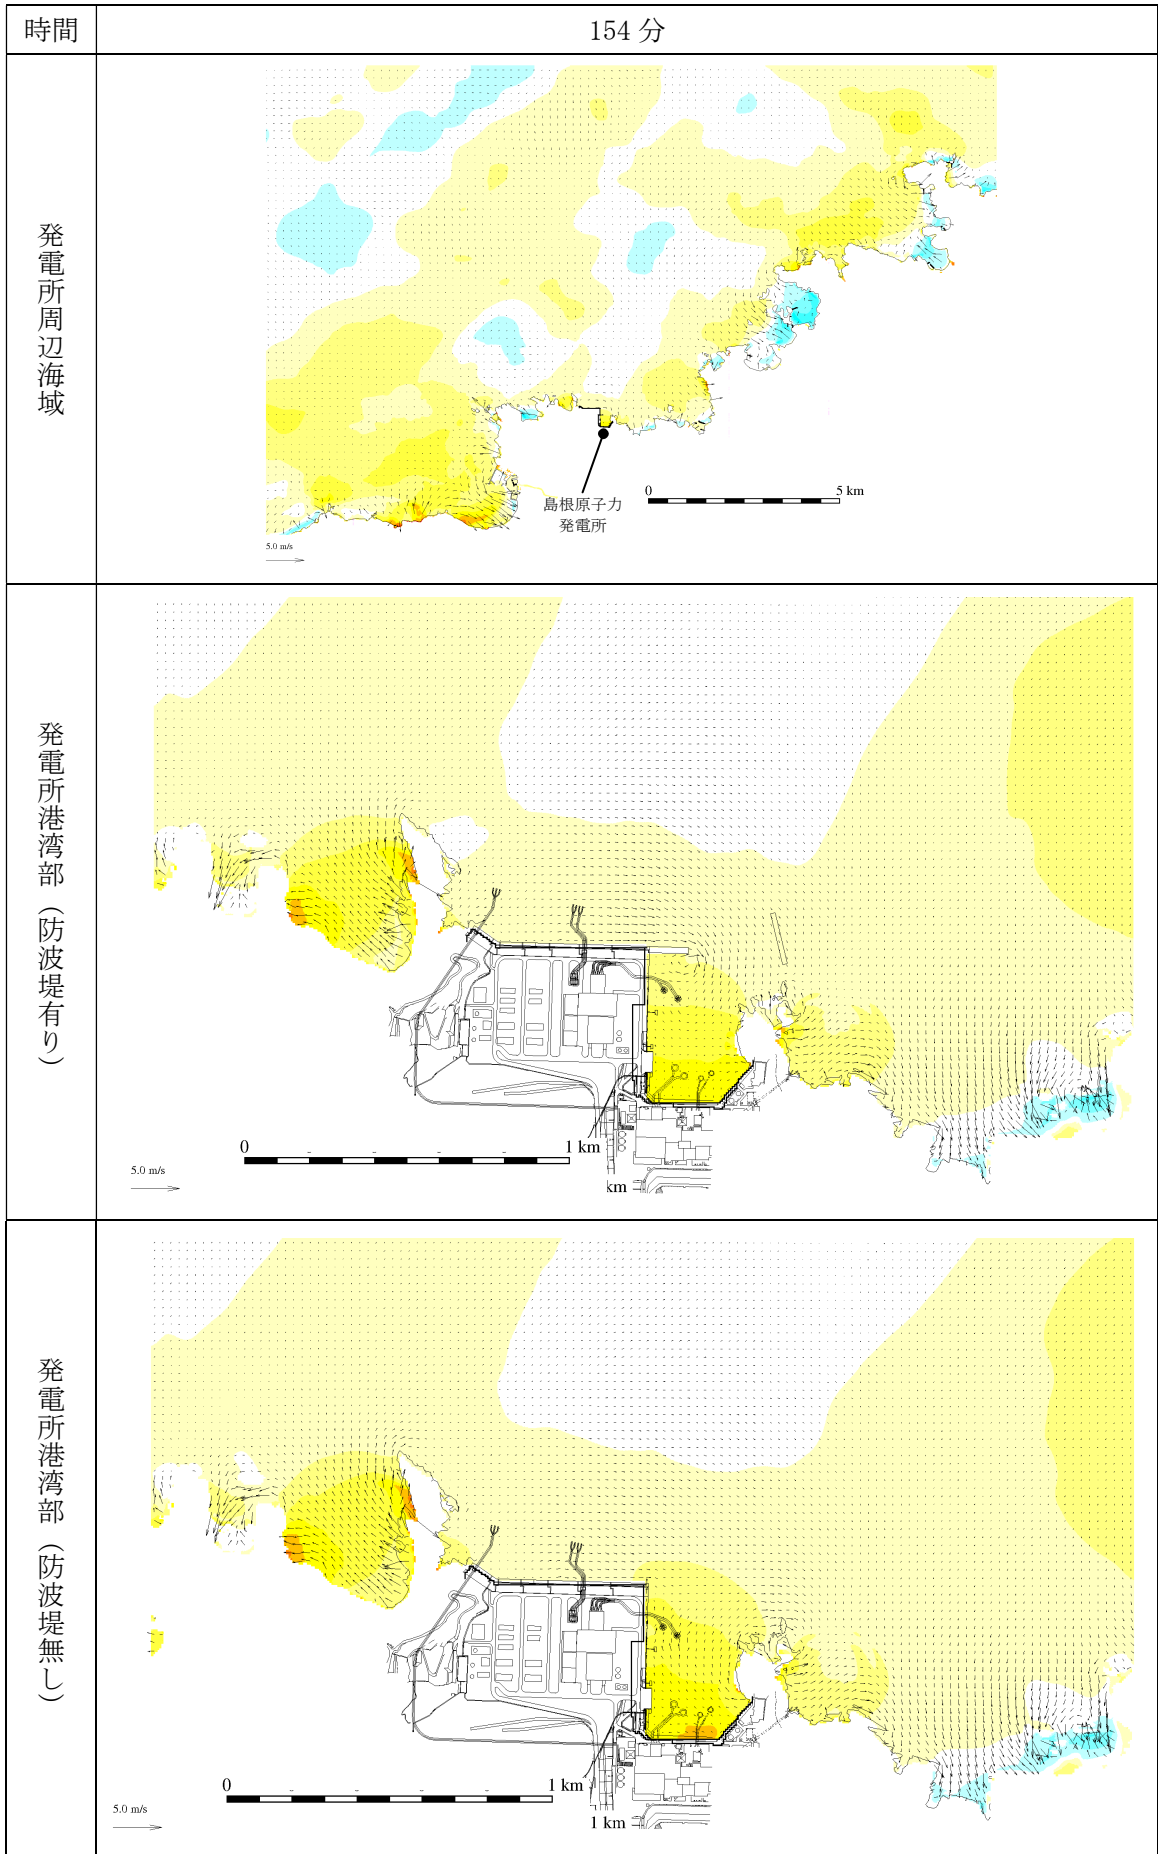 時間
154 分
発電所周辺海域
島根原子力
発電所
0
5 km
5.0 m/s
発電所港湾部（防波堤有り）
0
1 km
5.0 m/s
km
発電所港湾部（防波堤無し）
0
1 km
5.0 m/s
1 km